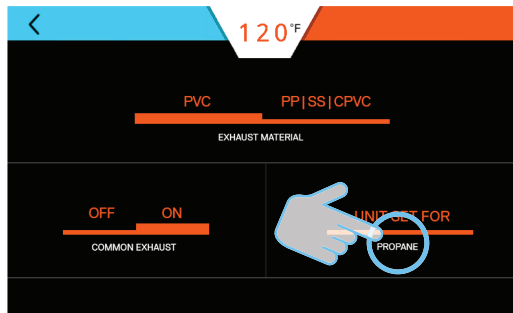 120°F
PVC PP|SS|CPVC
EXHAUST MATERIAL
OFF ON UNIT SET FOR
COMMON EXHAUST PROPANE